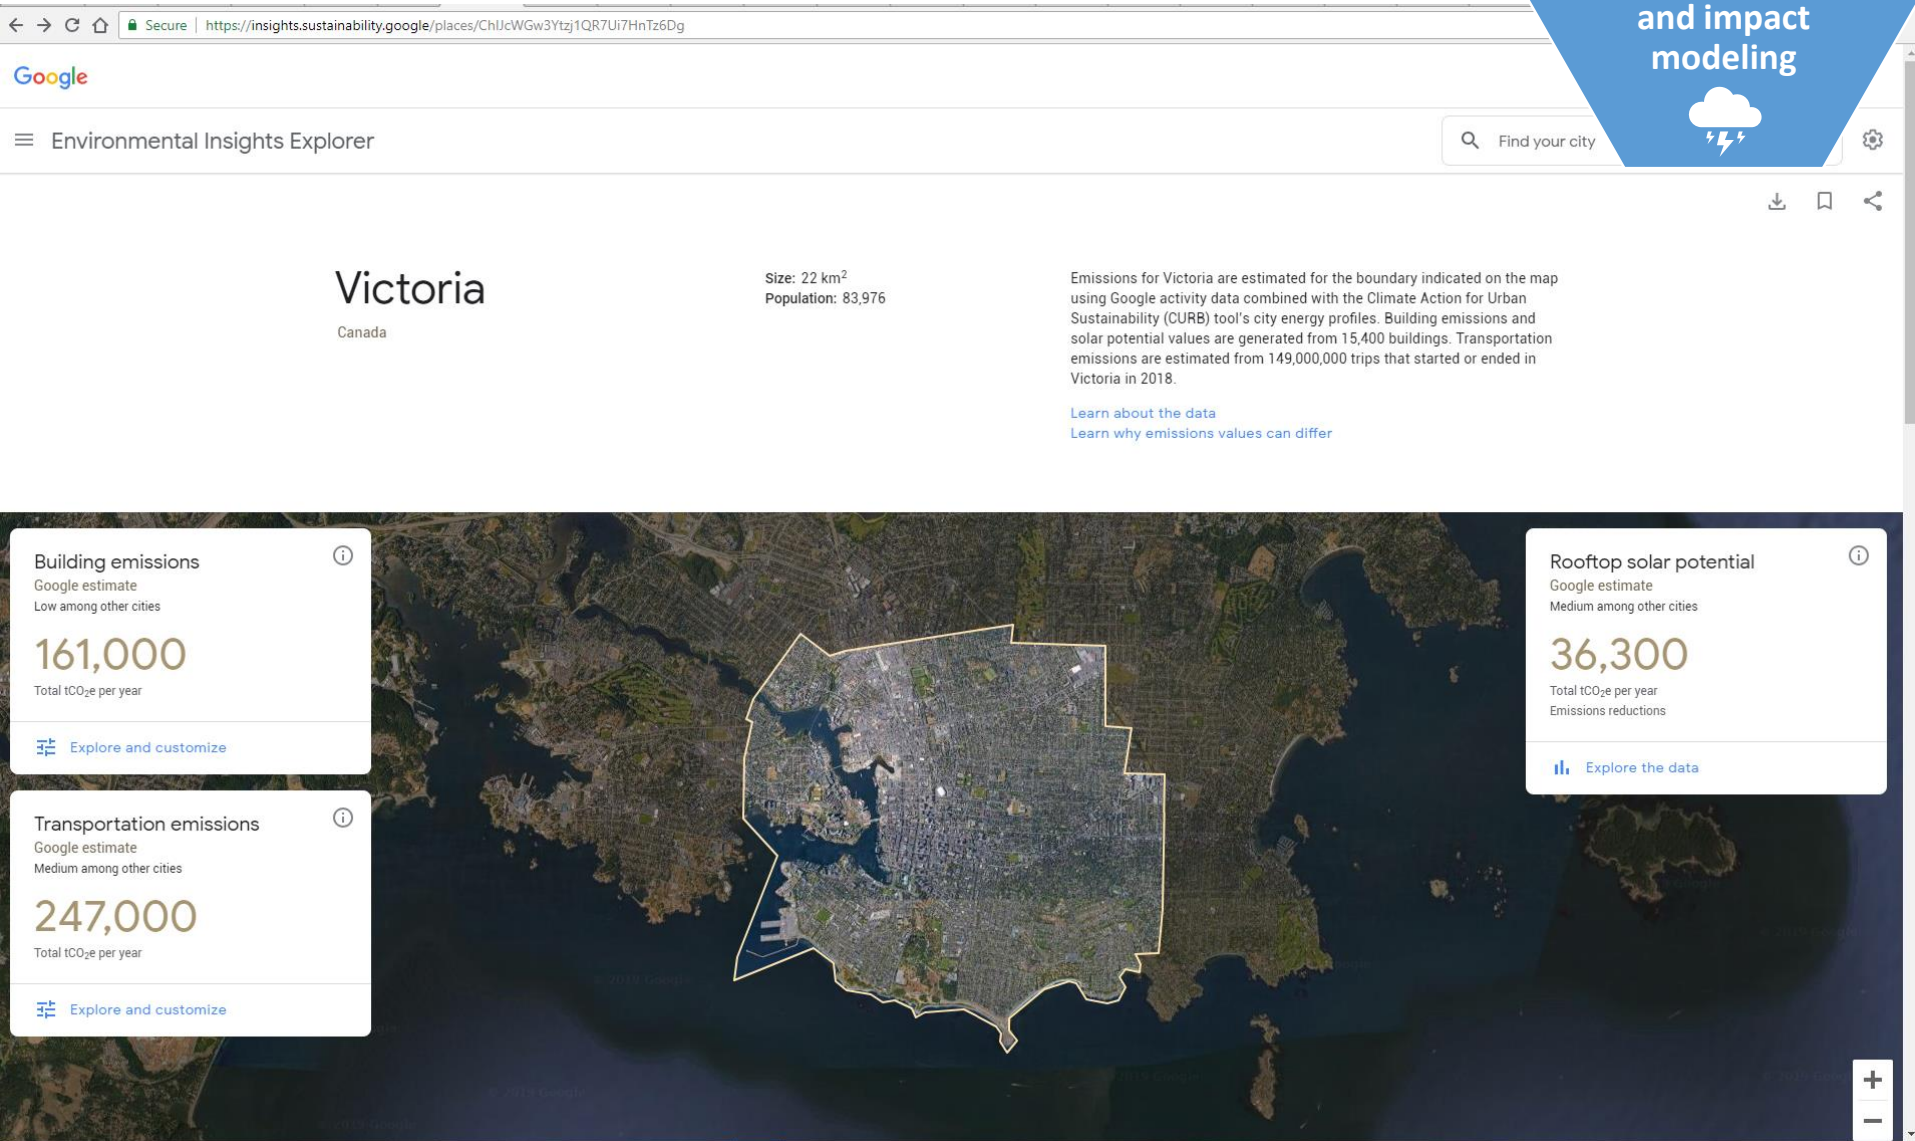 and impact
modeling
Secure | https://insights.sustainability.google/places/ChIJcWGw3Ytzj1QR7Ui7HnTz6Dg
Google
Environmental Insights Explorer
Find your city
Victoria
Canada
Size: 22 km²
Population: 83,976
Emissions for Victoria are estimated for the boundary indicated on the map
using Google activity data combined with the Climate Action for Urban
Sustainability (CURB) tool's city energy profiles. Building emissions and
solar potential values are generated from 15,400 buildings. Transportation
emissions are estimated from 149,000,000 trips that started or ended in
Victoria in 2018.
Learn about the data
Learn why emissions values can differ
Building emissions
Google estimate
Low among other cities
161,000
Total tCO₂e per year
Explore and customize
Transportation emissions
Google estimate
Medium among other cities
247,000
Total tCO₂e per year
Explore and customize
Rooftop solar potential
Google estimate
Medium among other cities
36,300
Total tCO₂e per year
Emissions reductions
Explore the data
© 2019 Google